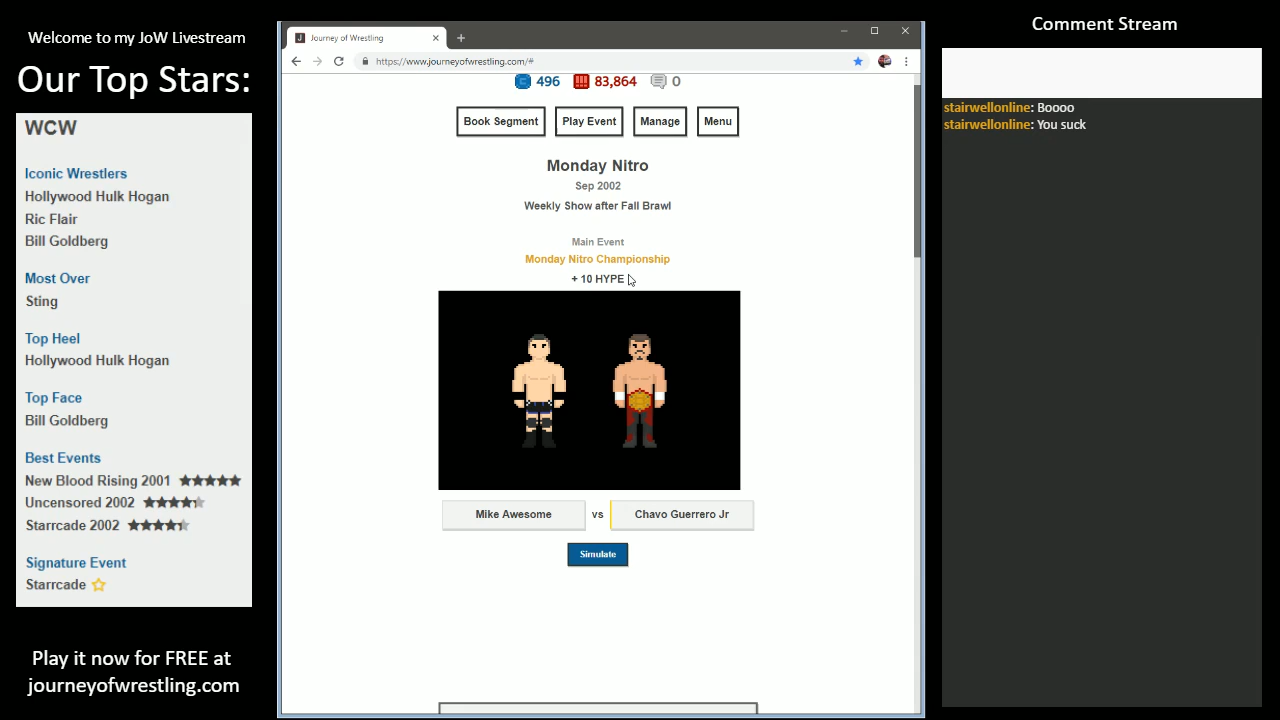 Welcome to my JoW Livestream
Our Top Stars:
WCW
Iconic Wrestlers
Hollywood Hulk Hogan
Ric Flair
Bill Goldberg
Most Over
Sting
Top Heel
Hollywood Hulk Hogan
Top Face
Bill Goldberg
Best Events
New Blood Rising 2001
Uncensored 2002
Starrcade 2002
Signature Event
Starrcade
Play it now for FREE at
journeyofwrestling.com
J Journey of Wrestling
https://www.journeyofwrestling.com/#
496 83,864 0
Book Segment Play Event Manage Menu
Monday Nitro
Sep 2002
Weekly Show after Fall Brawl
Main Event
Monday Nitro Championship
+ 10 HYPE
Mike Awesome vs Chavo Guerrero Jr
Simulate
Comment Stream
stairwellonline: Boooo
stairwellonline: You suck